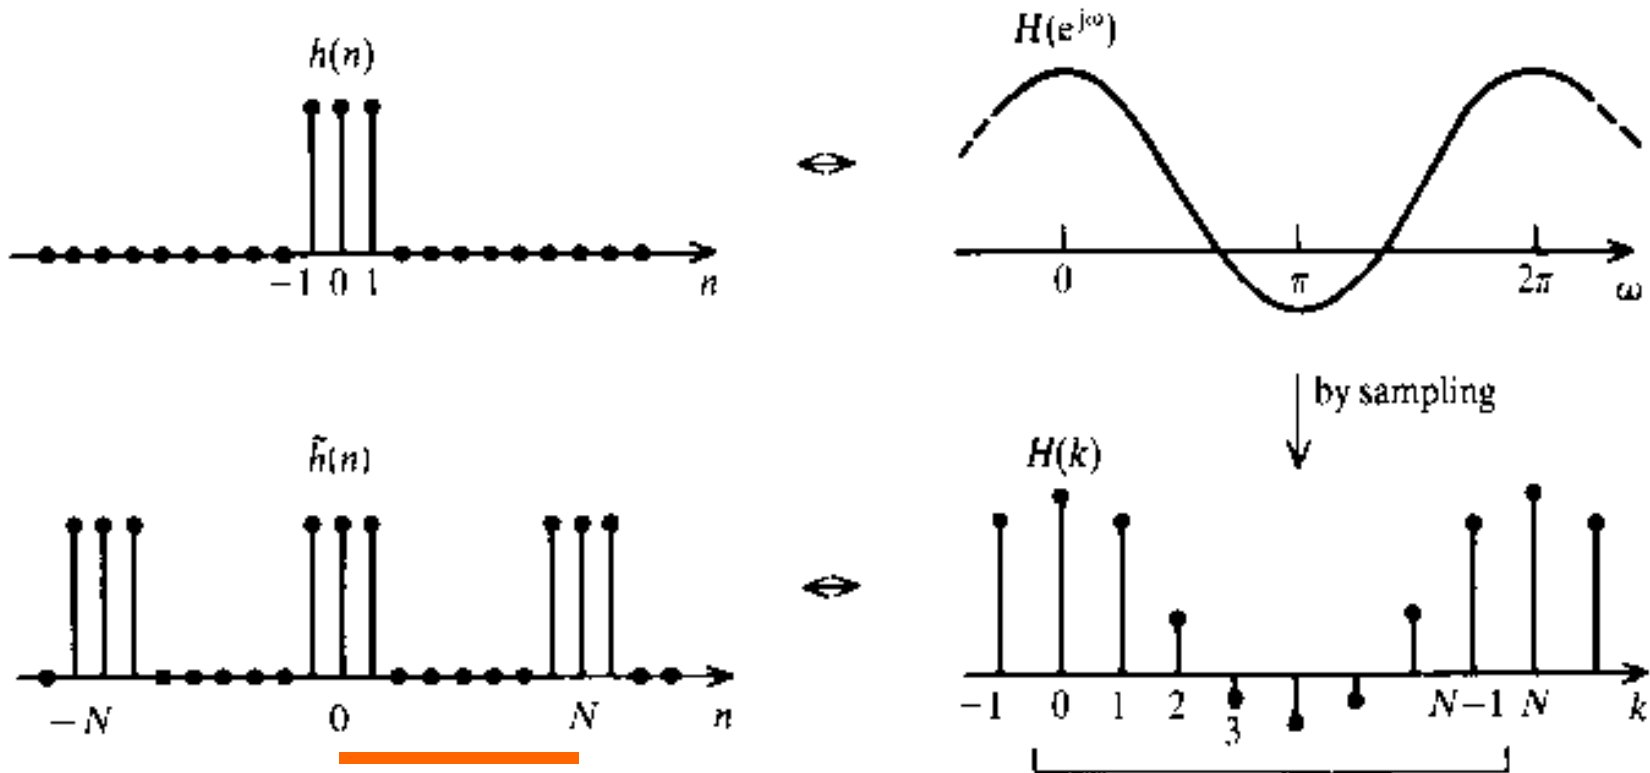 h(n)
H(e^jω)
−1 0 1 n
0 π 2π ω
by sampling
h̃(n)
H(k)
−N 0 N n
−1 0 1 2 3 N−1 N k